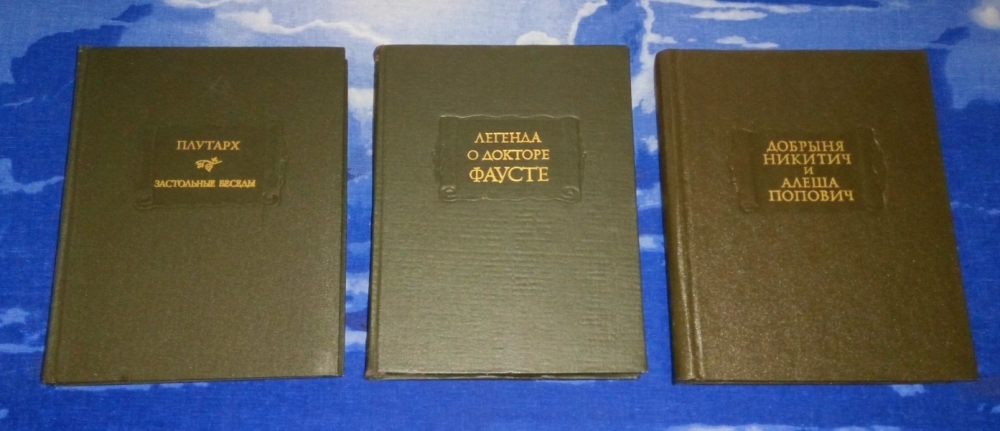 ПЛУТАРХ
ЗАСТОЛЬНЫЕ БЕСЕДЫ
ЛЕГЕНДА
О ДОКТОРЕ
ФАУСТЕ
ДОБРЫНЯ
НИКИТИЧ
И
АЛЕША
ПОПОВИЧ